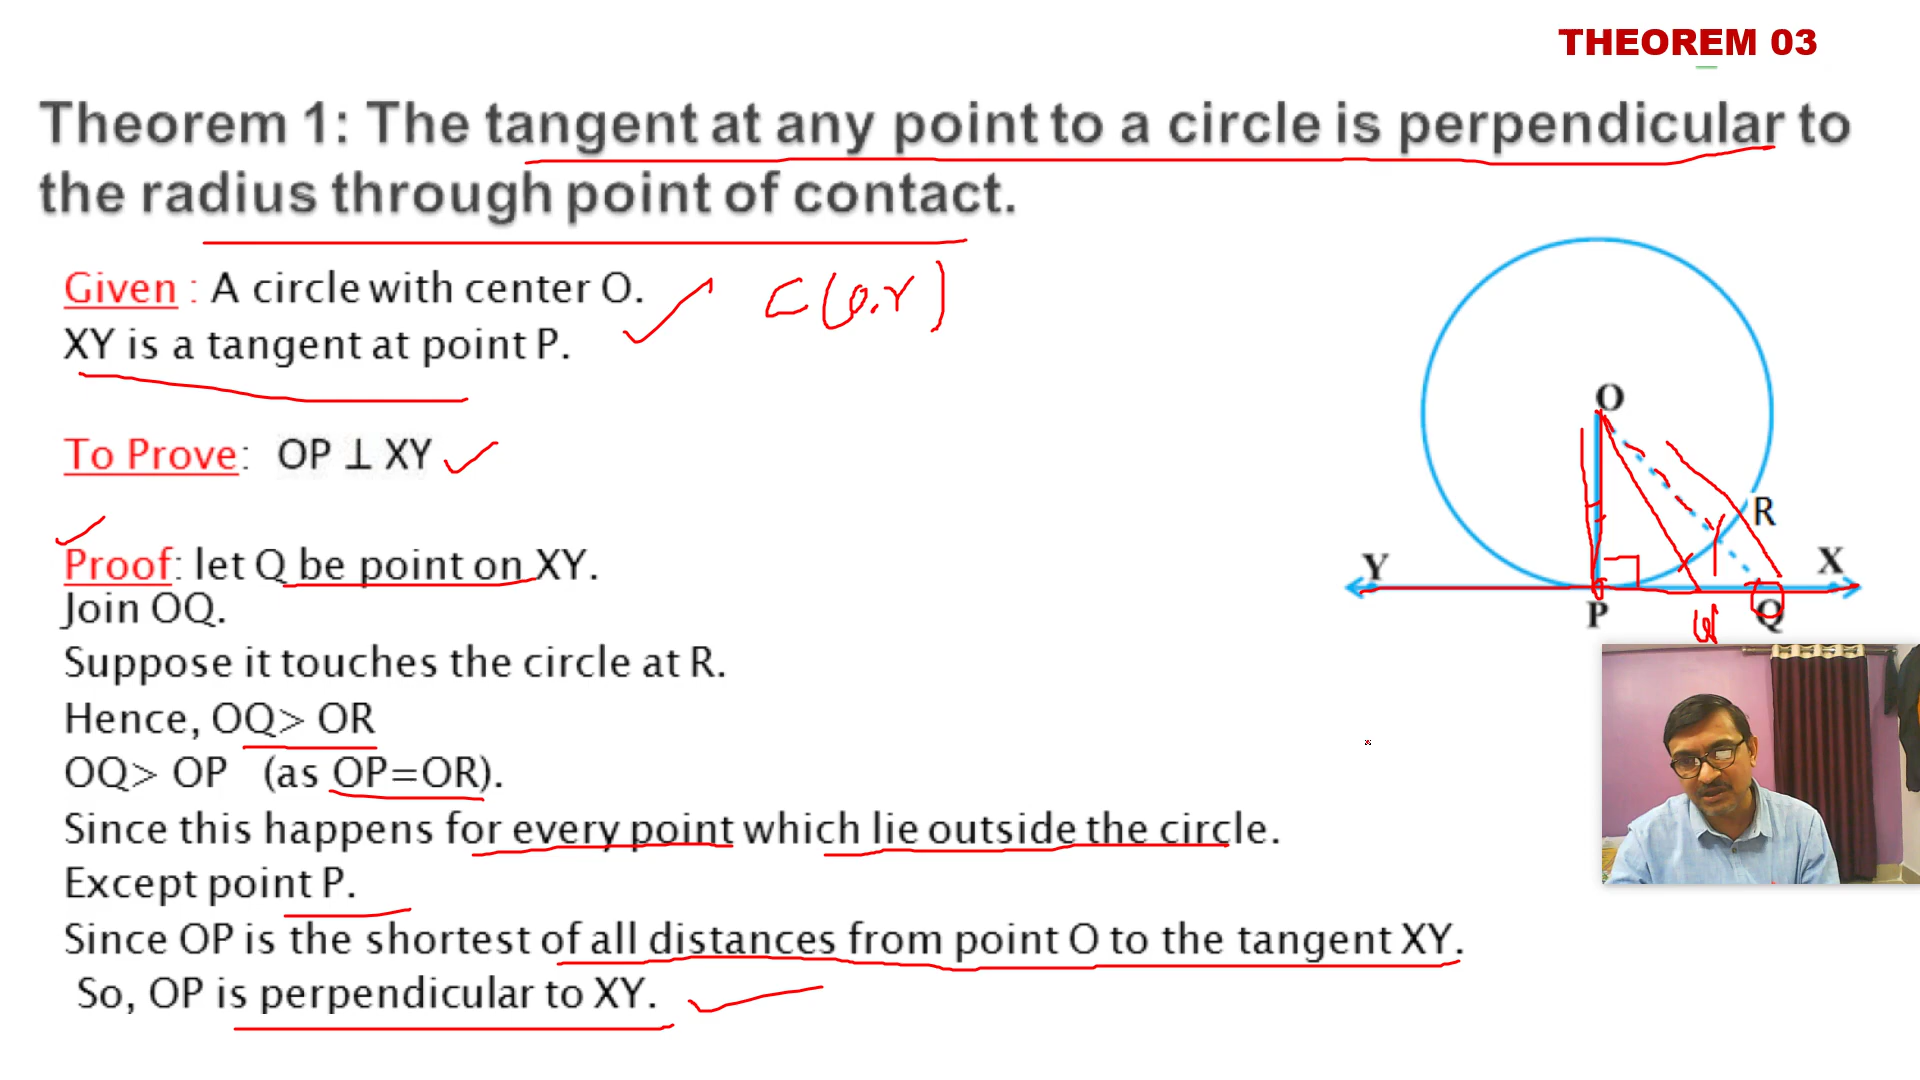 THEOREM 03
Theorem 1: The tangent at any point to a circle is perpendicular to
the radius through point of contact.
Given : A circle with center O.
XY is a tangent at point P.
C(O,r)
To Prove: OP ⊥ XY
Proof: let Q be point on XY.
Join OQ.
Suppose it touches the circle at R.
Hence, OQ> OR
OQ> OP (as OP=OR).
Since this happens for every point which lie outside the circle.
Except point P.
Since OP is the shortest of all distances from point O to the tangent XY.
So, OP is perpendicular to XY.
O
R
Y
X
P
Q